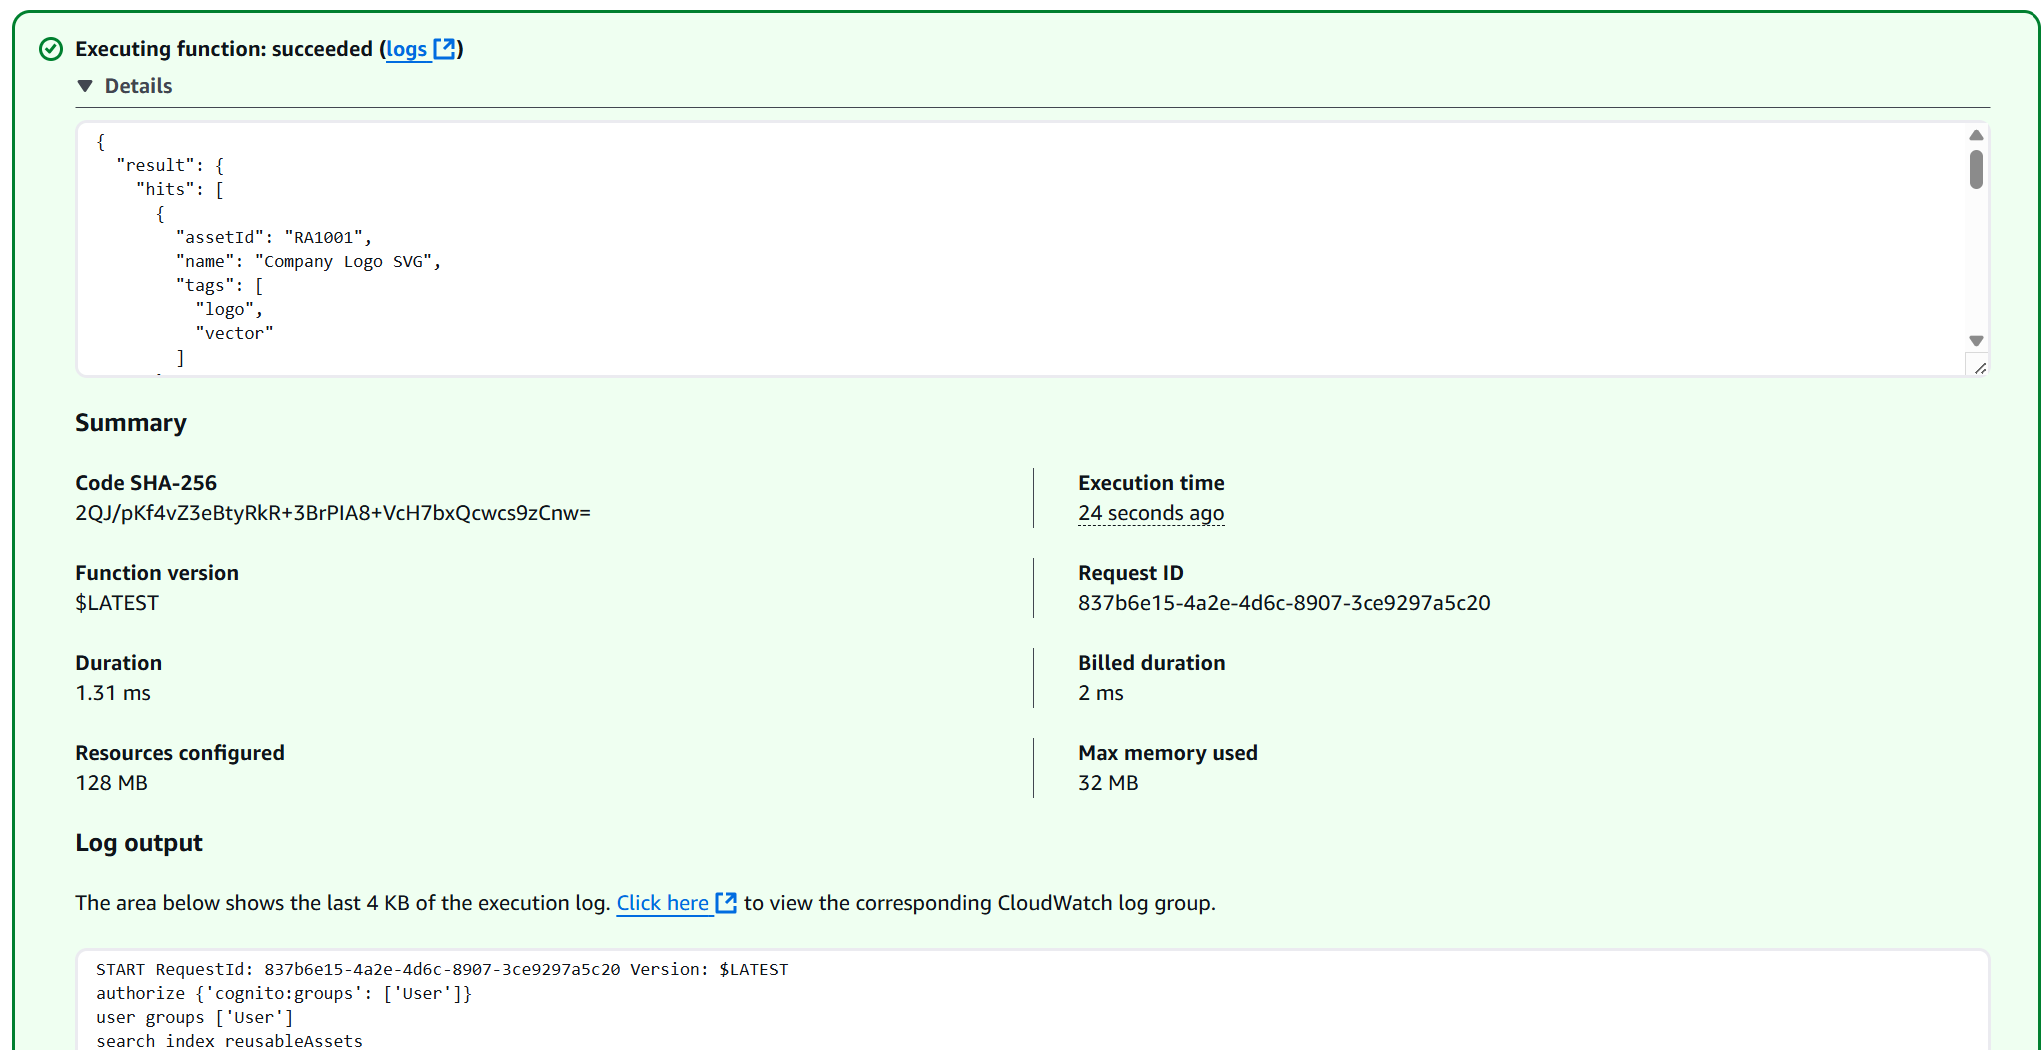 Executing function: succeeded (logs)
Details
{
"result": {
"hits": [
{
"assetId": "RA1001",
"name": "Company Logo SVG",
"tags": [
"logo",
"vector"
]
Summary
Code SHA-256
2QJ/pKf4vZ3eBtyRkR+3BrPIA8+VcH7bxQcwcs9zCnw=
Execution time
24 seconds ago
Function version
$LATEST
Request ID
837b6e15-4a2e-4d6c-8907-3ce9297a5c20
Duration
1.31 ms
Billed duration
2 ms
Resources configured
128 MB
Max memory used
32 MB
Log output
The area below shows the last 4 KB of the execution log. Click here to view the corresponding CloudWatch log group.
START RequestId: 837b6e15-4a2e-4d6c-8907-3ce9297a5c20 Version: $LATEST
authorize {'cognito:groups': ['User']}
user groups ['User']
search index reusableAssets